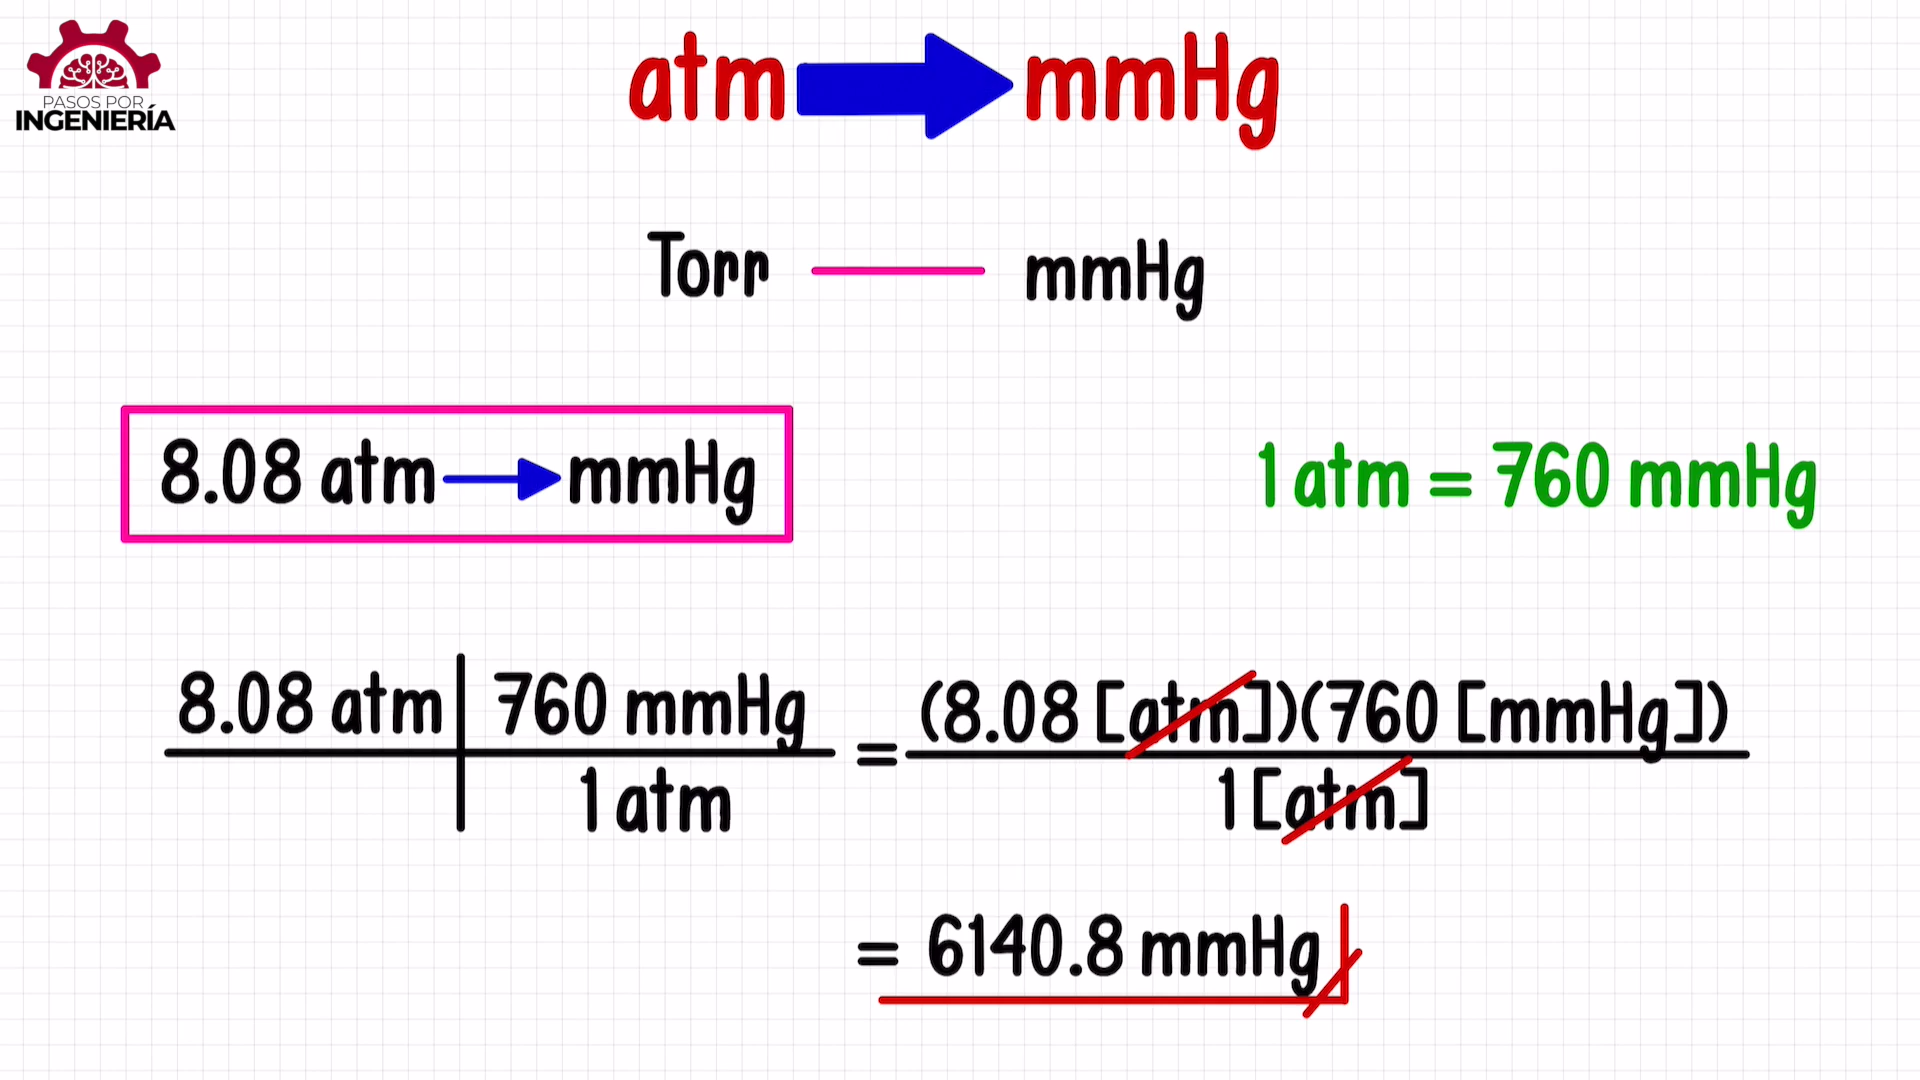 PASOS POR
INGENIERÍA
atm mmHg
Torr mmHg
8.08 atm mmHg
1 atm = 760 mmHg
8.08 atm 760 mmHg
1 atm
= (8.08 [atm])(760 [mmHg])
1 [atm]
= 6140.8 mmHg